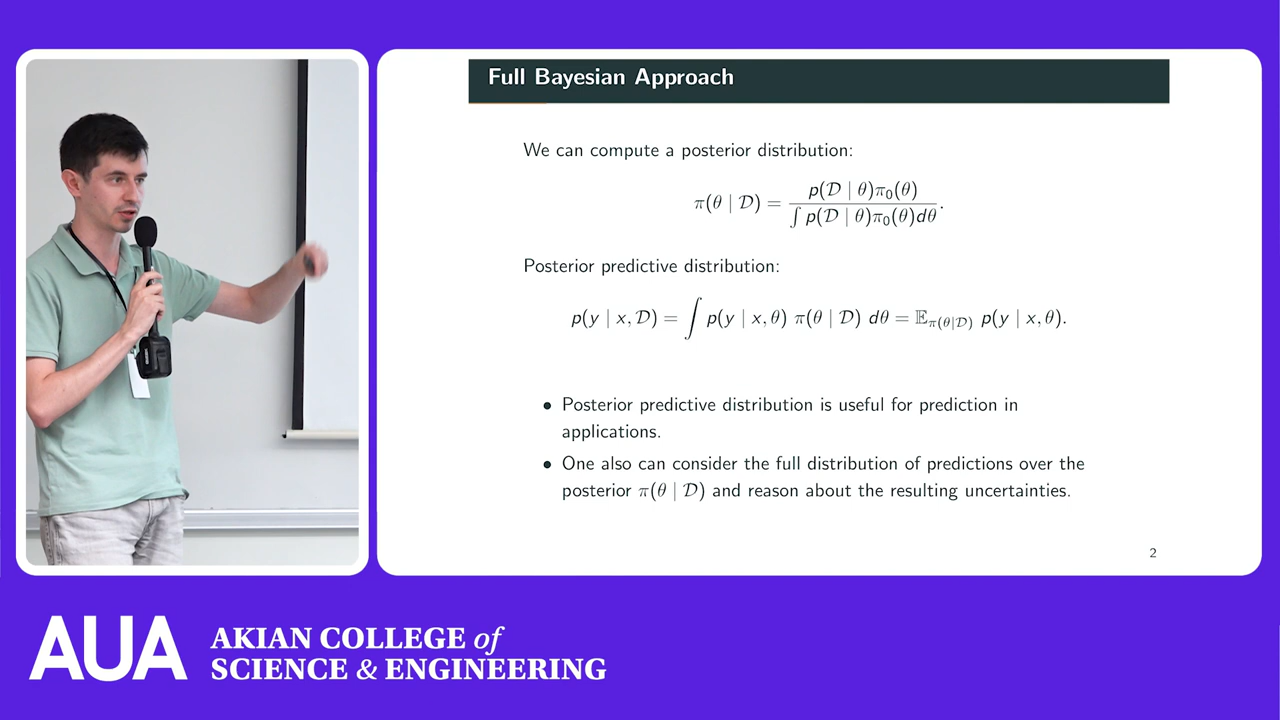 Full Bayesian Approach
We can compute a posterior distribution:
π(θ | 𝒟) = p(𝒟 | θ)π₀(θ) / ∫ p(𝒟 | θ)π₀(θ)dθ.
Posterior predictive distribution:
p(y | x, 𝒟) = ∫ p(y | x, θ) π(θ | 𝒟) dθ = 𝔼_π(θ|𝒟) p(y | x, θ).
• Posterior predictive distribution is useful for prediction in
applications.
• One also can consider the full distribution of predictions over the
posterior π(θ | 𝒟) and reason about the resulting uncertainties.
2
AUA
AKIAN COLLEGE of
SCIENCE & ENGINEERING